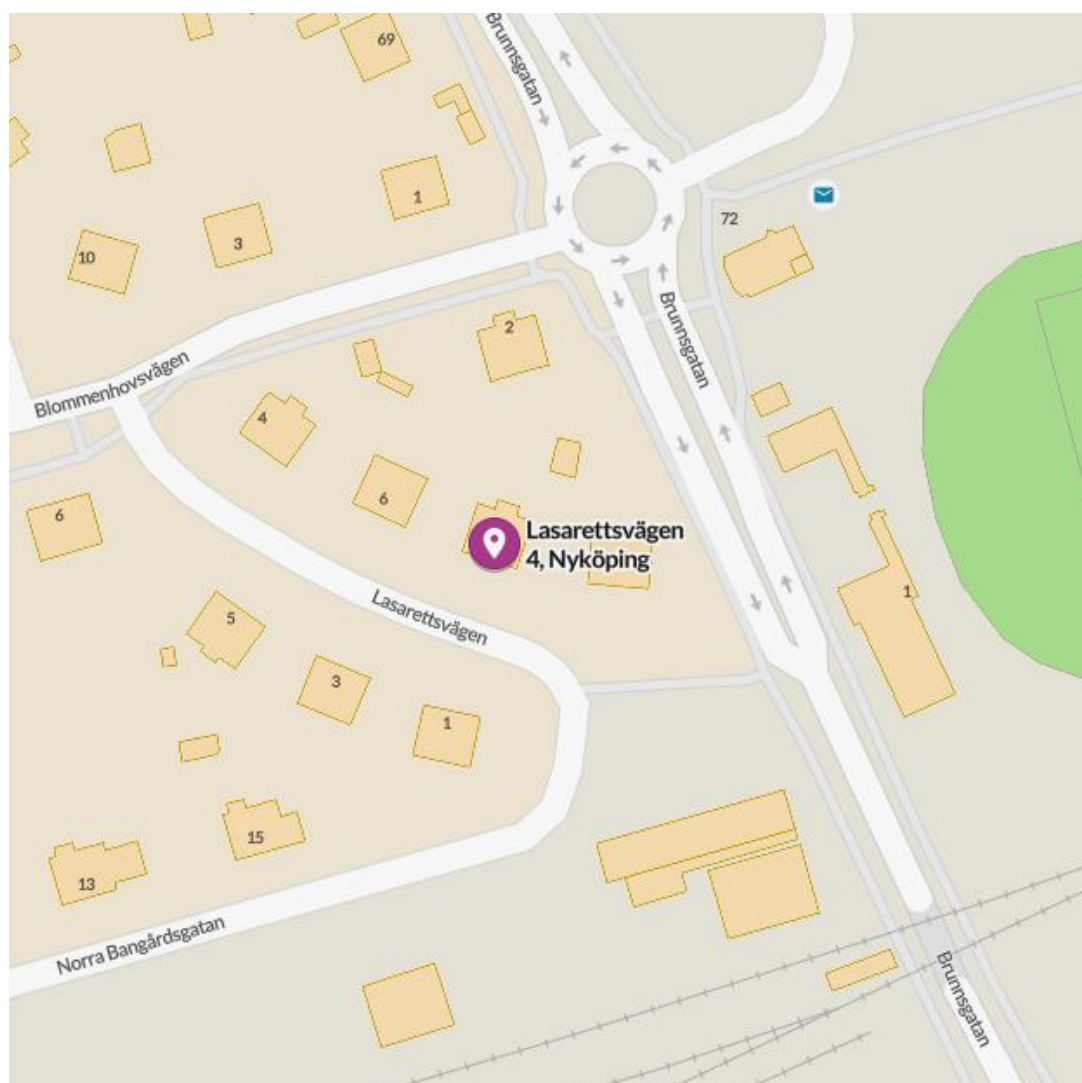 Brunnsgatan
69
1
3
10
72
Brunnsgatan
2
Blommenhovsvägen
4
6
6
Lasarettsvägen
4, Nyköping
1
Lasarettsvägen
5
3
1
15
13
Norra Bangårdsgatan
Brunnsgatan